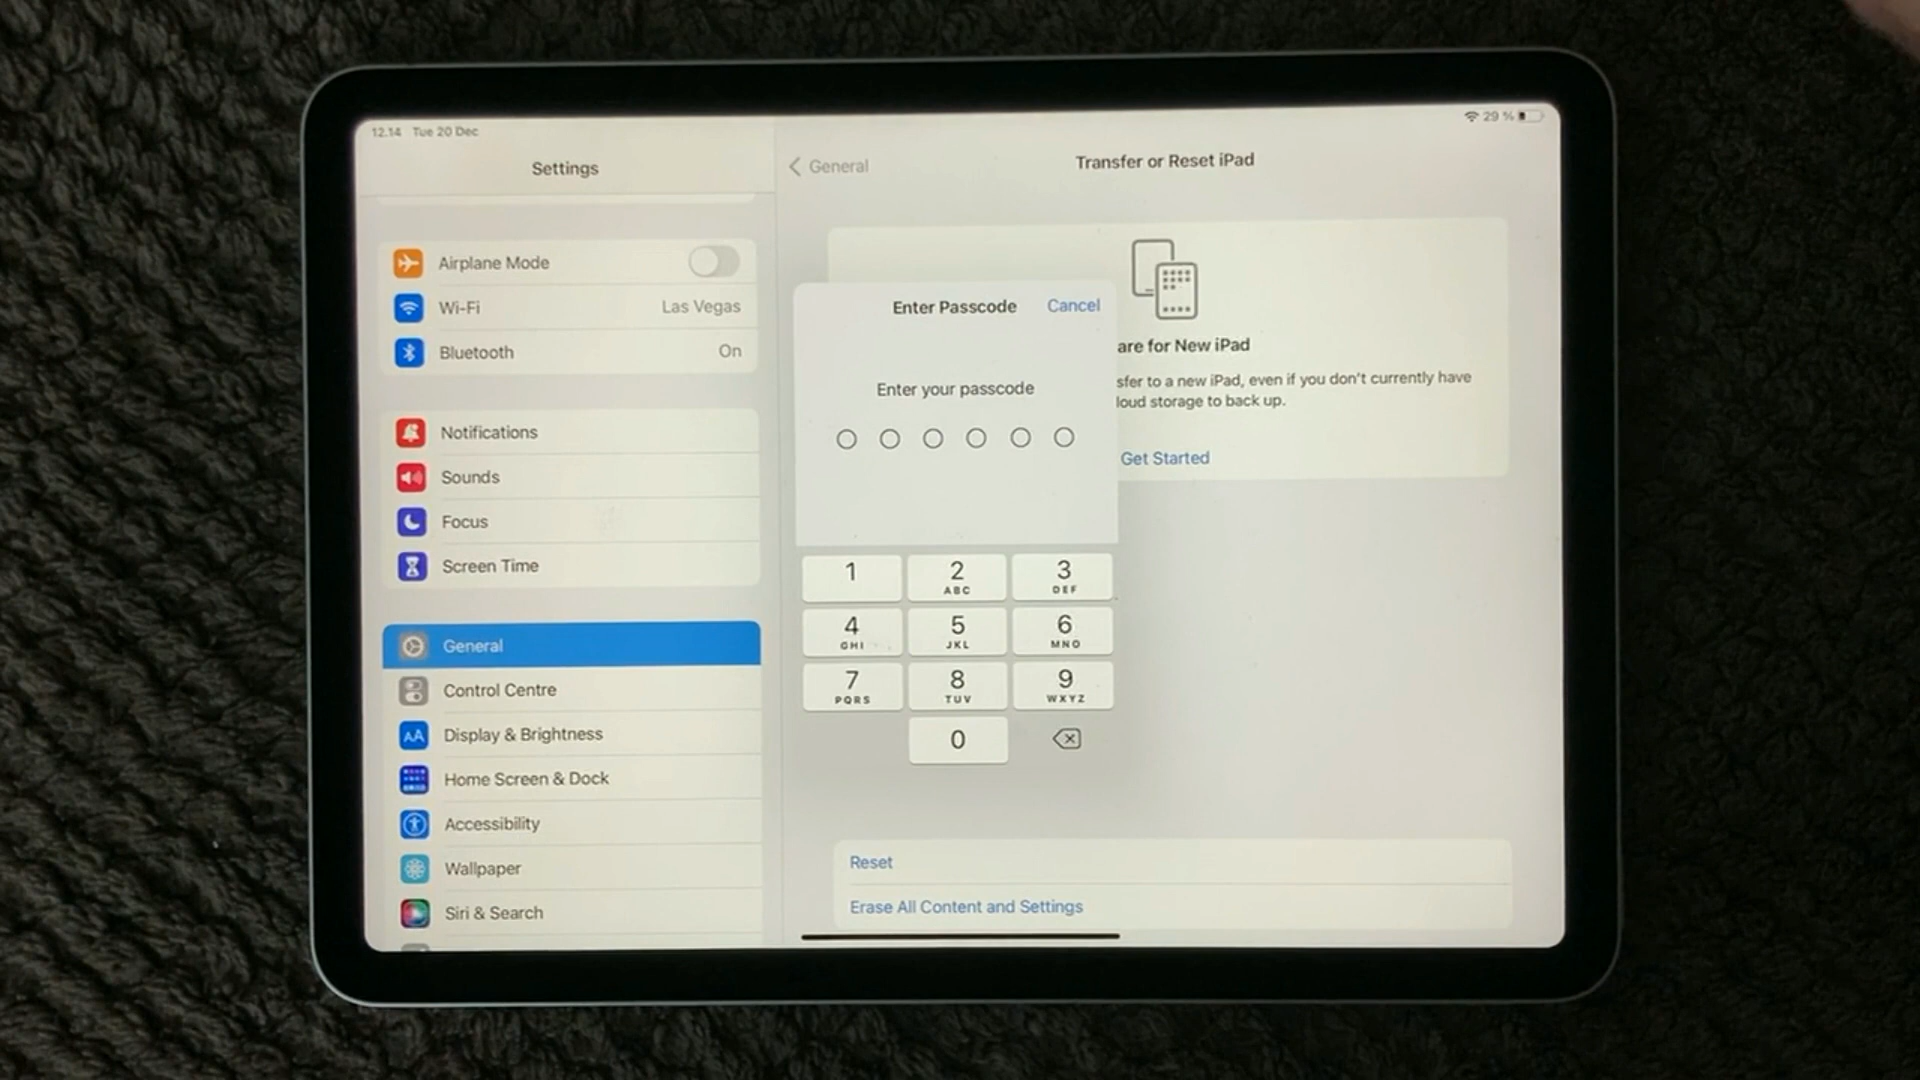 12.14 Tue 20 Dec
29 %
Settings
General
Transfer or Reset iPad
Airplane Mode
Wi-Fi Las Vegas
Bluetooth On
Notifications
Sounds
Focus
Screen Time
General
Control Centre
AA Display & Brightness
Home Screen & Dock
Accessibility
Wallpaper
Siri & Search
Enter Passcode Cancel
Enter your passcode
1 2 3
ABC DEF
4 5 6
GHI JKL MNO
7 8 9
PQRS TUV WXYZ
0
are for New iPad
sfer to a new iPad, even if you don't currently have
loud storage to back up.
Get Started
Reset
Erase All Content and Settings